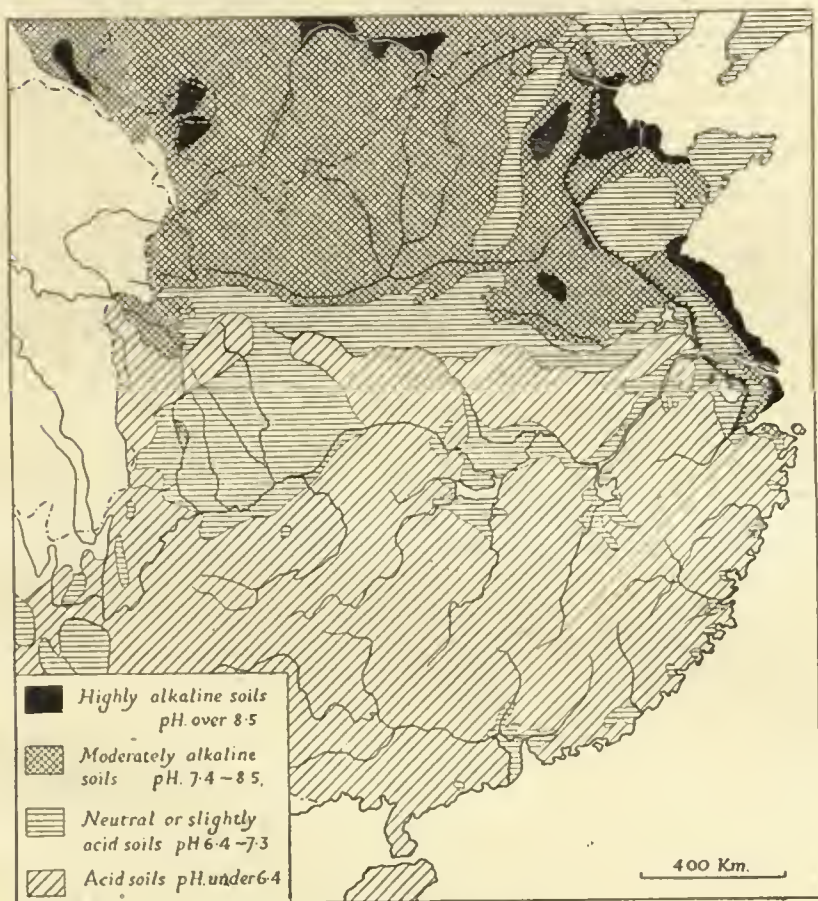 Highly alkaline soils
pH. over 8·5
Moderately alkaline
soils pH. 7·4–8·5,
Neutral or slightly
acid soils pH 6·4–7·3
Acid soils pH. under 6·4
400 Km.